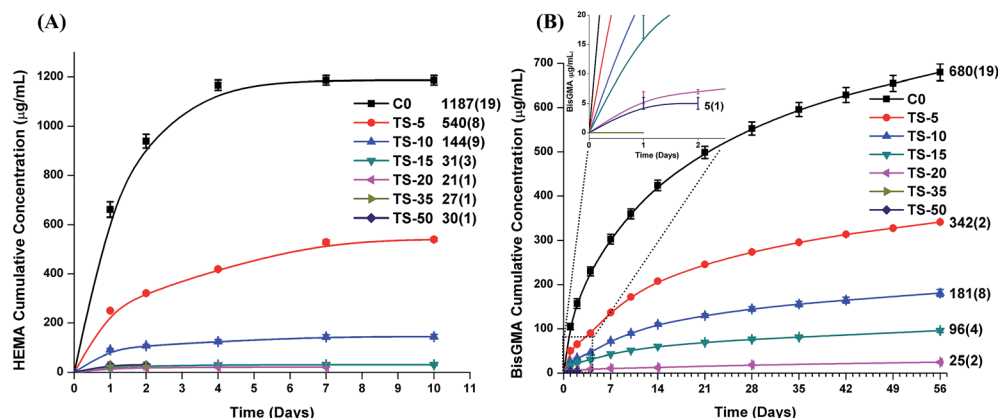 (A)
HEMA Cumulative Concentration (µg/mL)
1200
1000
800
600
400
200
0
C0 1187(19)
TS-5 540(8)
TS-10 144(9)
TS-15 31(3)
TS-20 21(1)
TS-35 27(1)
TS-50 30(1)
0 1 2 3 4 5 6 7 8 9 10 11
Time (Days)
(B)
BisGMA Cumulative Concentration (µg/mL)
700
600
500
400
300
200
100
0
BisGMA (µg/mL)
20
15
10
5
0
5(1)
0 1 2
Time (Days)
C0
TS-5
TS-10
TS-15
TS-20
TS-35
TS-50
680(19)
342(2)
181(8)
96(4)
25(2)
0 7 14 21 28 35 42 49 56
Time (Days)